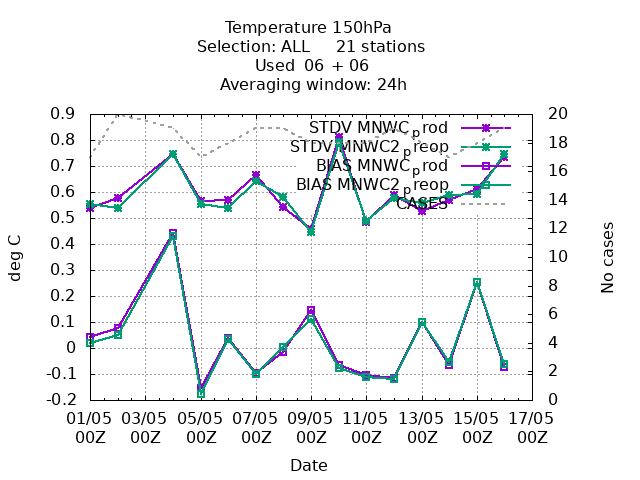 Temperature 150hPa
Selection: ALL 21 stations
Used 06 + 06
Averaging window: 24h
STDV MNWC_prod
STDV MNWC2_preop
BIAS MNWC_prod
BIAS MNWC2_preop
CASES
deg C
0.9
0.8
0.7
0.6
0.5
0.4
0.3
0.2
0.1
0
-0.1
-0.2
20
18
16
14
12
10
8
6
4
2
0
No cases
01/05 03/05 05/05 07/05 09/05 11/05 13/05 15/05 17/05
00Z 00Z 00Z 00Z 00Z 00Z 00Z 00Z 00Z
Date